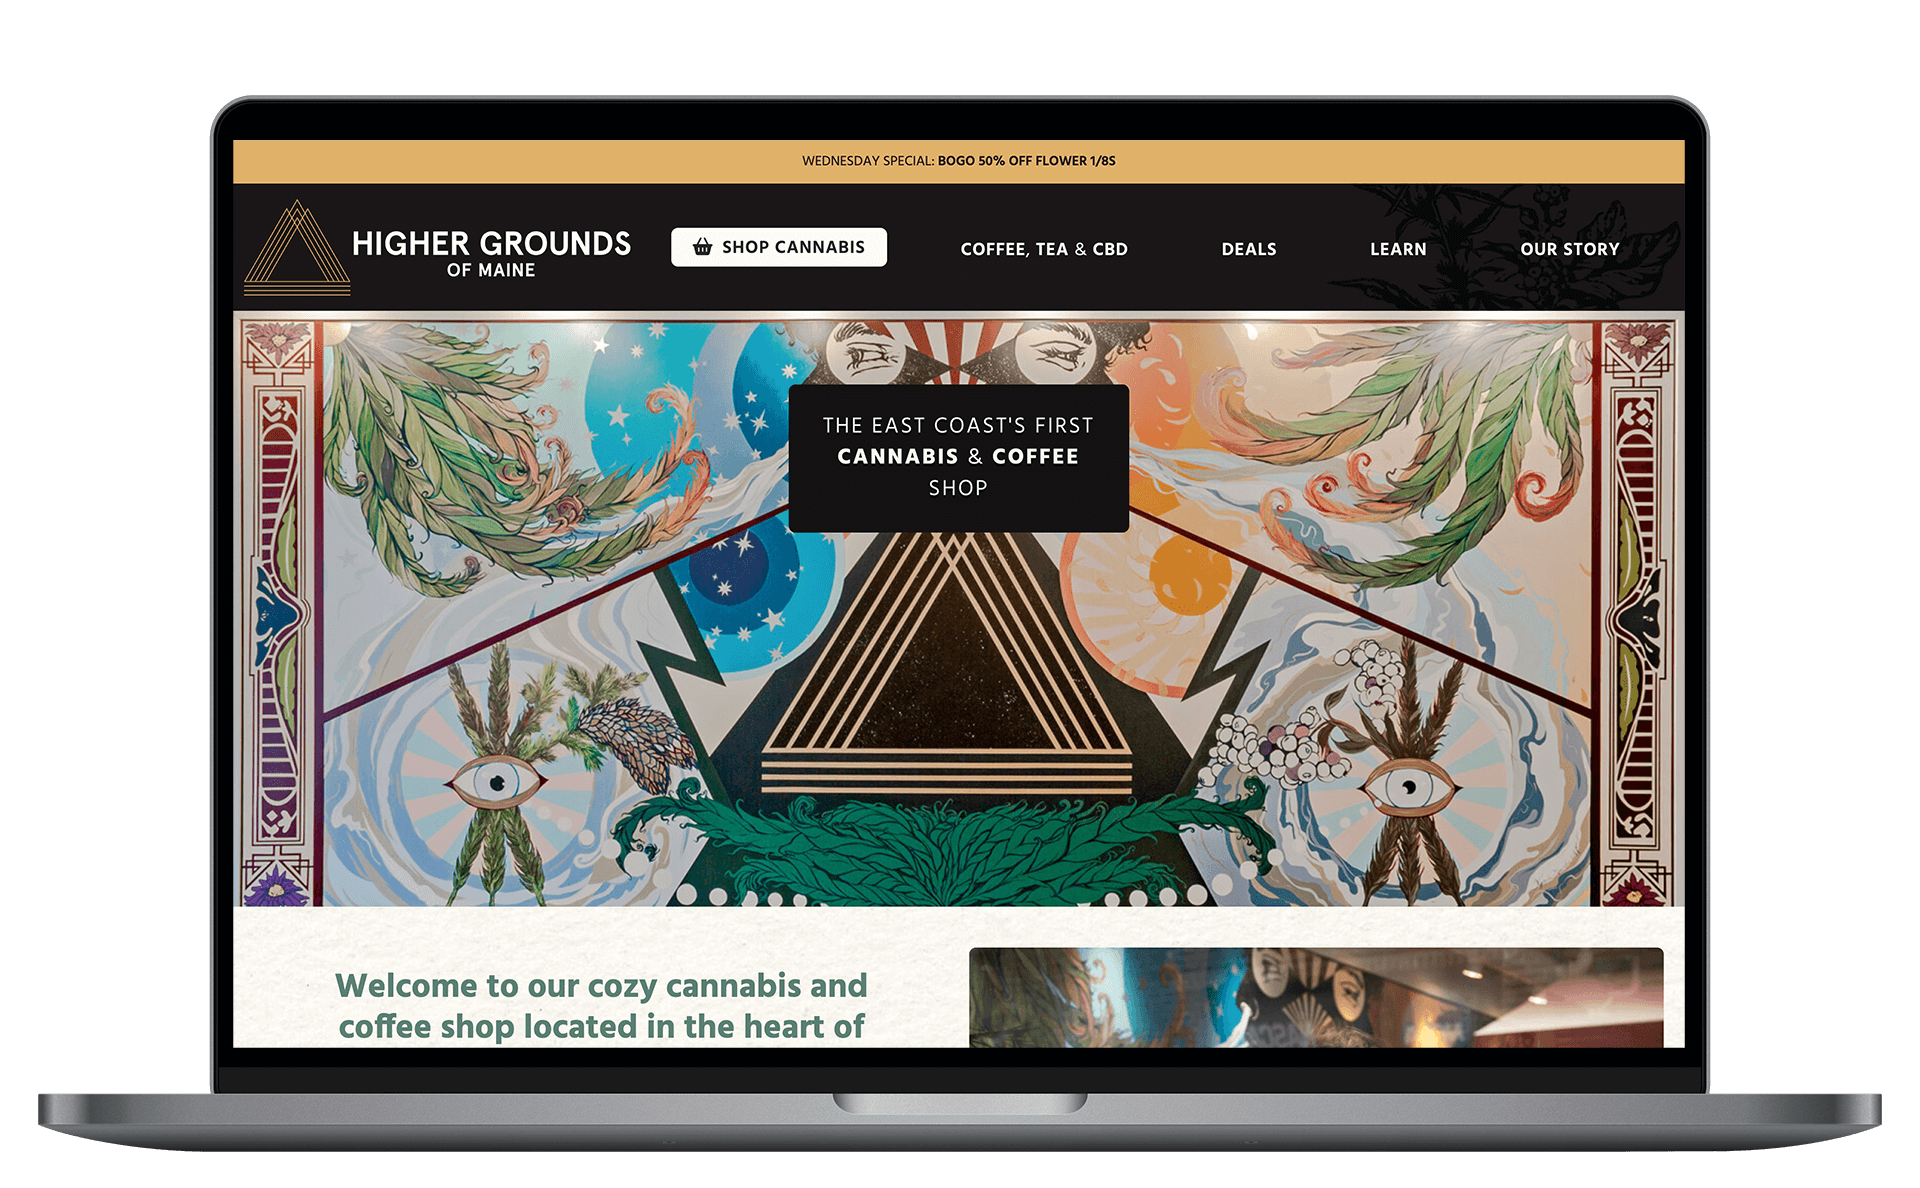 WEDNESDAY SPECIAL: BOGO 50% OFF FLOWER 1/8S
HIGHER GROUNDS
OF MAINE
SHOP CANNABIS
COFFEE, TEA & CBD
DEALS
LEARN
OUR STORY
THE EAST COAST'S FIRST
CANNABIS & COFFEE
SHOP
Welcome to our cozy cannabis and
coffee shop located in the heart of